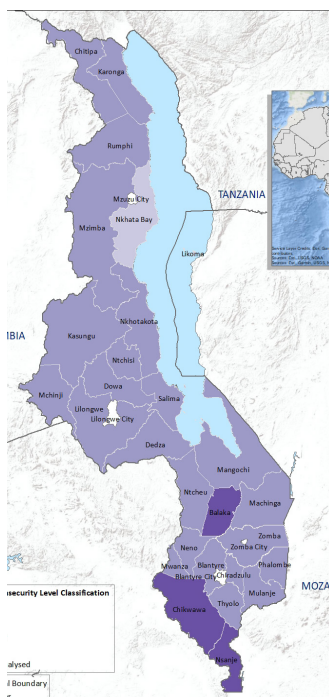 Chitipa
Karonga
Rumphi
Mzuzu City
TANZANIA
Nkhata Bay
Mzimba
Likoma
Nkhotakota
MBIA
Kasungu
Ntchisi
Dowa
Mchinji
Salima
Lilongwe
Lilongwe City
Dedza
Mangochi
Ntcheu
Machinga
Balaka
Zomba
Neno
Zomba City
Mwanza
Blantyre
Phalombe
Blantyre City
Chiradzulu
MOZA
Mulanje
nsecurity Level Classification
Thyolo
Chikwawa
Nsanje
alysed
l Boundary